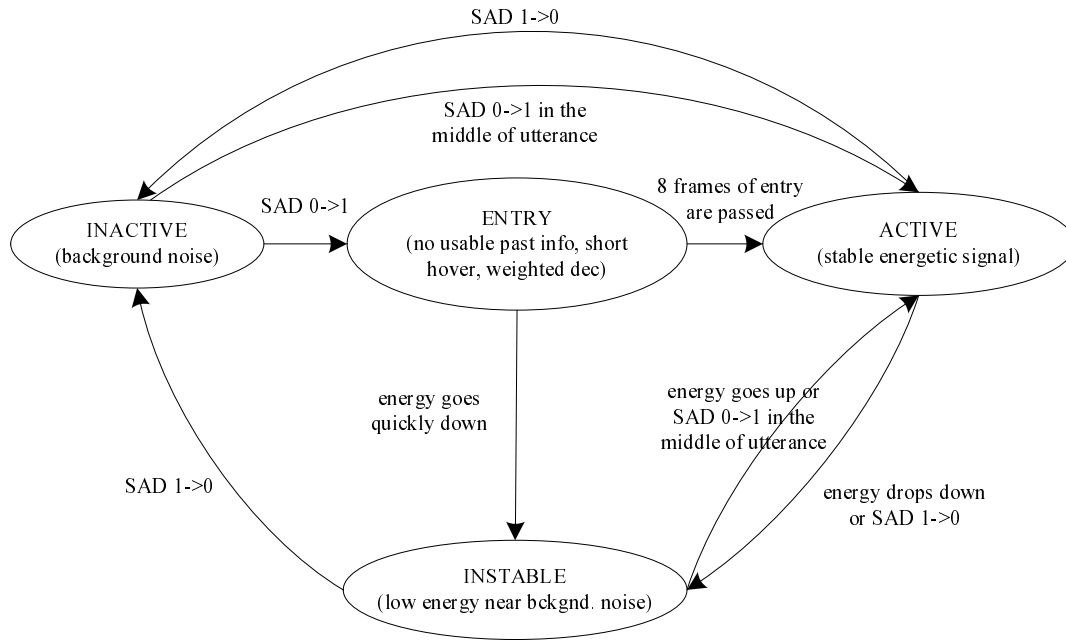 SAD 1->0
SAD 0->1 in the
middle of utterance
8 frames of entry
are passed
SAD 0->1
INACTIVE
(background noise)
ENTRY
(no usable past info, short
hover, weighted dec)
ACTIVE
(stable energetic signal)
energy goes
quickly down
energy goes up or
SAD 0->1 in the
middle of utterance
SAD 1->0
energy drops down
or SAD 1->0
INSTABLE
(low energy near bckgnd. noise)